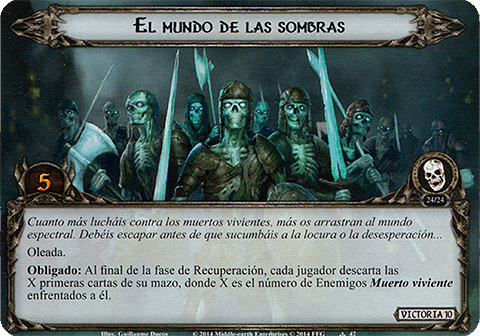 El mundo de las sombras
5
24/24
Cuanto más lucháis contra los muertos vivientes, más os arrastran al mundo
espectral. Debéis escapar antes de que sucumbáis a la locura o la desesperación...
Oleada.
Obligado: Al final de la fase de Recuperación, cada jugador descarta las
X primeras cartas de su mazo, donde X es el número de Enemigos Muerto viviente
enfrentados a él.
Victoria 10
Illus. Guillaume Ducos © 2014 Middle-earth Enterprises © 2014 FFG 42